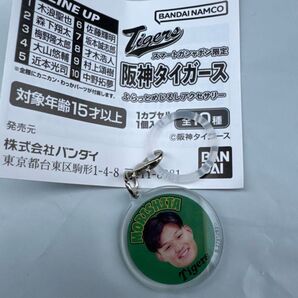 LINE UP
1 木浪聖也
2 森下翔太
3 梅野隆太郎
4 大山悠輔
5 近本光司
6 佐藤輝明
7 坂本誠志郎
8 才木浩人
9 村上頌樹
10 中野拓夢
対象年齢15才以上
発売元
株式会社バンダイ
東京都台東区駒形1-4-8
BANDAI NAMCO
Tigers
スマートガシャポン限定
阪神タイガース
1カプセル
1個入り
全10種
©阪神タイガース
BAN
DAI
MORISHITA
Tigers